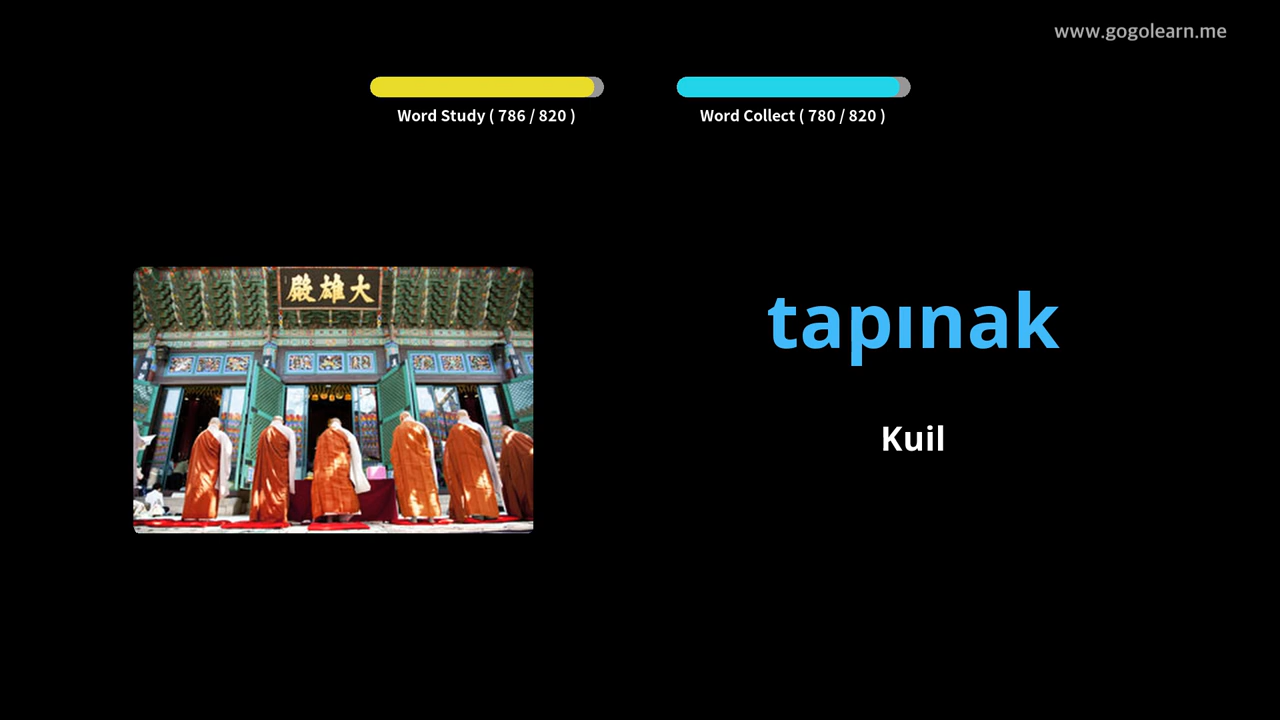 www.gogolearn.me
Word Study ( 786 / 820 )
Word Collect ( 780 / 820 )
殿雄大
tapınak
Kuil